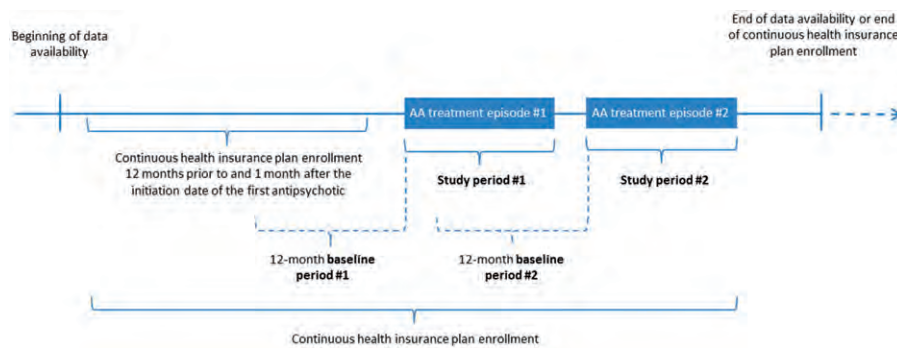 Beginning of data
availability
End of data availability or end
of continuous health insurance
plan enrollment
AA treatment episode #1
AA treatment episode #2
Continuous health insurance plan enrollment
12 months prior to and 1 month after the
initiation date of the first antipsychotic
Study period #1
Study period #2
12-month baseline
period #1
12-month baseline
period #2
Continuous health insurance plan enrollment